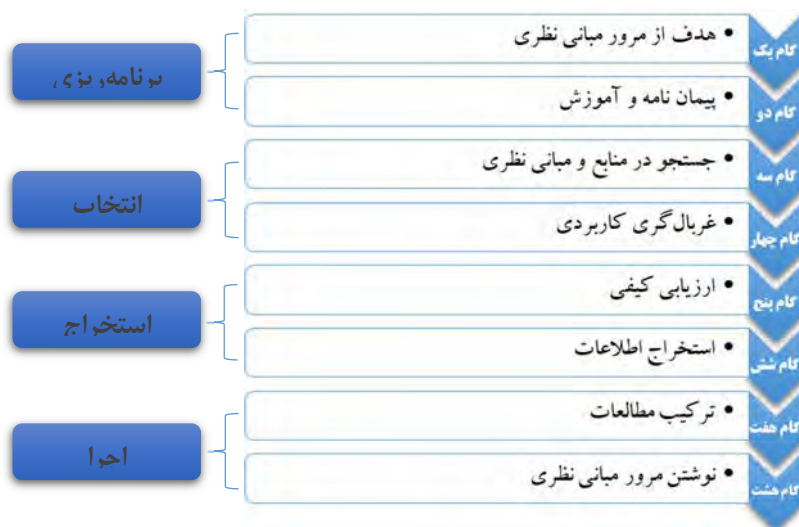 گام یک
• هدف از مرور مبانی نظری
برنامه‌ریزی
گام دو
• پیمان نامه و آموزش
گام سه
• جستجو در منابع و مبانی نظری
انتخاب
گام چهار
• غربال‌گری کاربردی
گام پنج
• ارزیابی کیفی
استخراج
گام شش
• استخراج اطلاعات
گام هفت
• ترکیب مطالعات
اجرا
گام هشت
• نوشتن مرور مبانی نظری